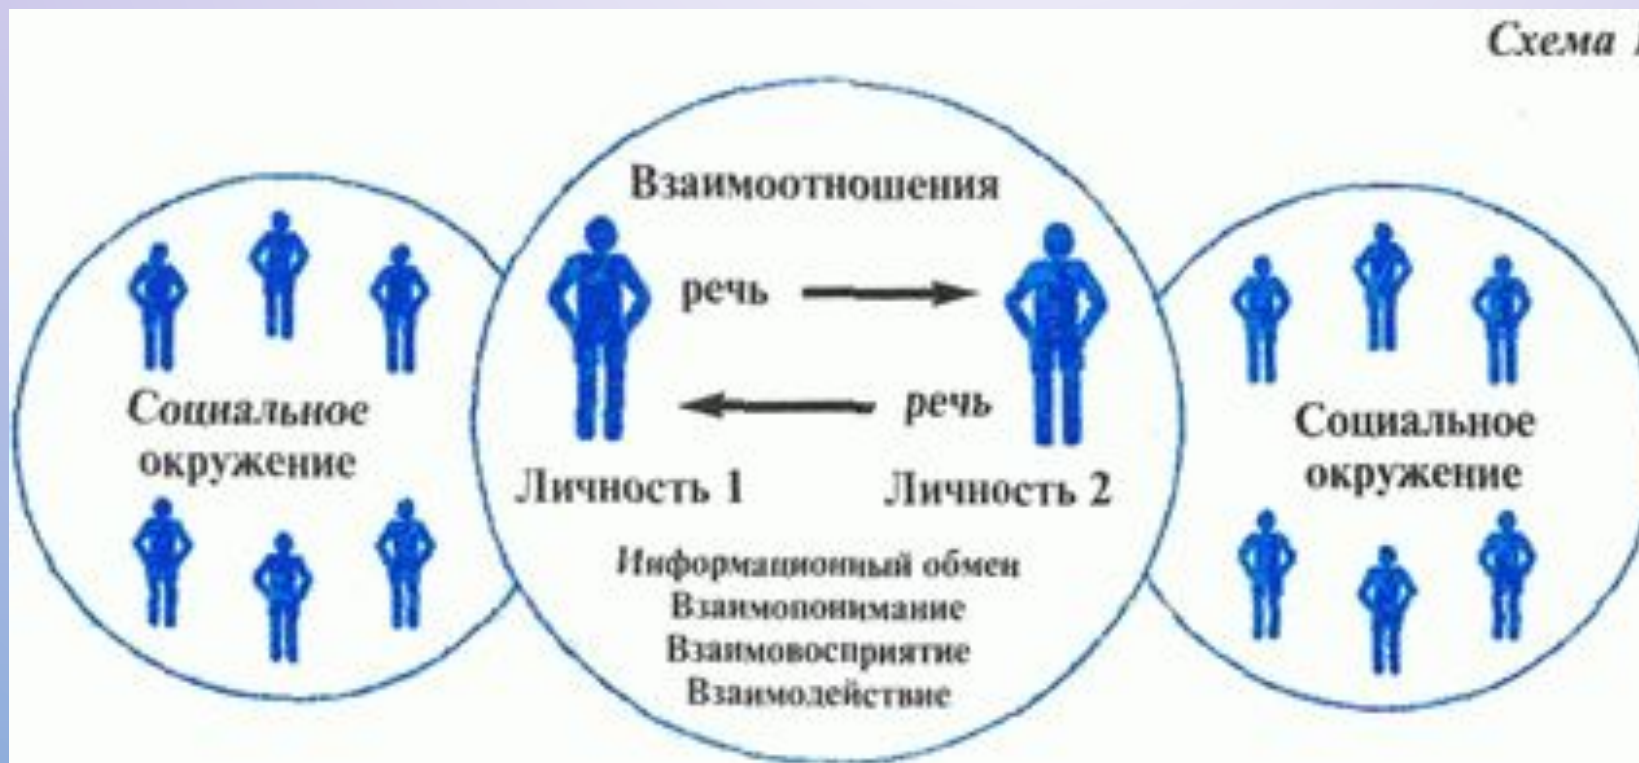 Схема
Взаимоотношения
речь
речь
Социальное
окружение
Личность 1
Личность 2
Социальное
окружение
Информационный обмен
Взаимопонимание
Взаимовосприятие
Взаимодействие